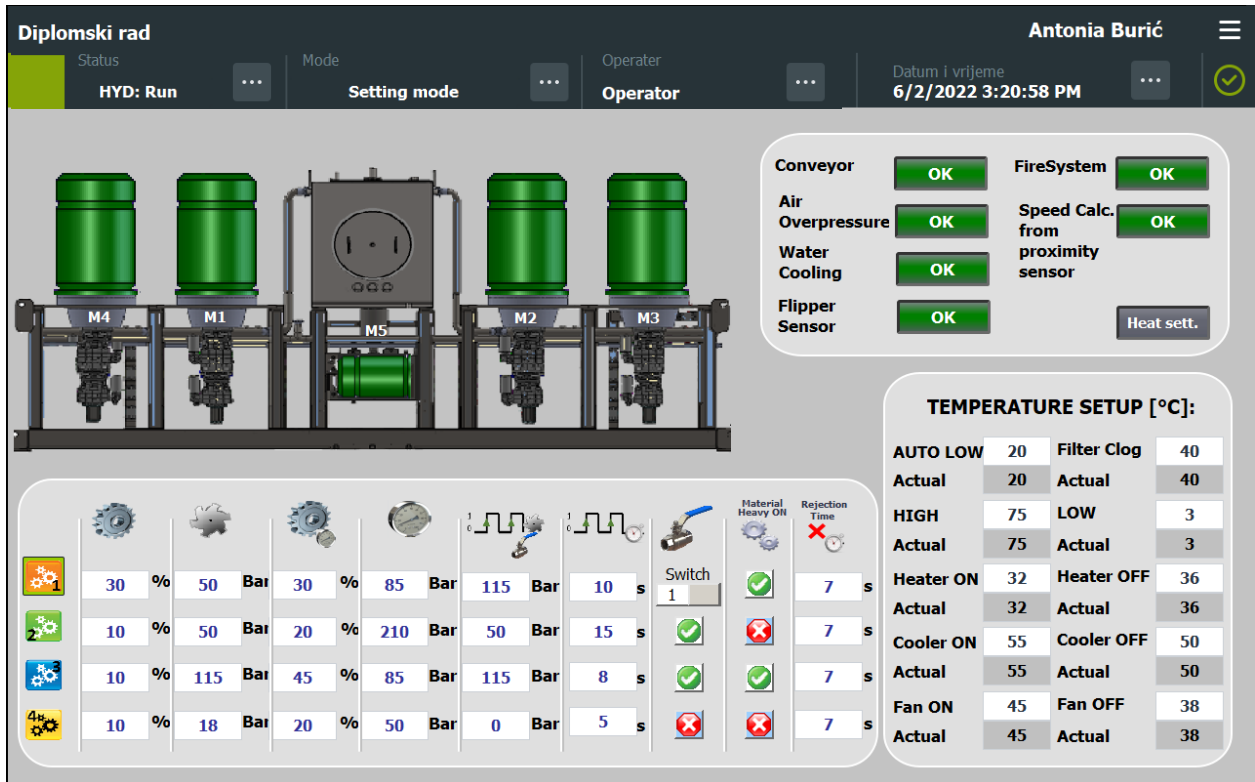 Diplomski rad
Antonia Burić
Status
HYD: Run
...
Mode
Setting mode
...
Operater
Operator
...
Datum i vrijeme
6/2/2022 3:20:58 PM
...
M4
M1
M5
M2
M3
Conveyor OK
Air
Overpressure OK
Water
Cooling OK
Flipper
Sensor OK
FireSystem OK
Speed Calc.
from
proximity
sensor
OK
Heat sett.
TEMPERATURE SETUP [°C]:
AUTO LOW 20 Filter Clog 40
Actual 20 Actual 40
HIGH 75 LOW 3
Actual 75 Actual 3
Heater ON 32 Heater OFF 36
Actual 32 Actual 36
Cooler ON 55 Cooler OFF 50
Actual 55 Actual 50
Fan ON 45 Fan OFF 38
Actual 45 Actual 38
1
0
1
0
Material
Heavy ON
Rejection
Time
1 30 % 50 Bar 30 % 85 Bar 115 Bar 10 s Switch 1 7 s
2 10 % 50 Bar 20 % 210 Bar 50 Bar 15 s 7 s
3 10 % 115 Bar 45 % 85 Bar 115 Bar 8 s 7 s
4 10 % 18 Bar 20 % 50 Bar 0 Bar 5 s 7 s